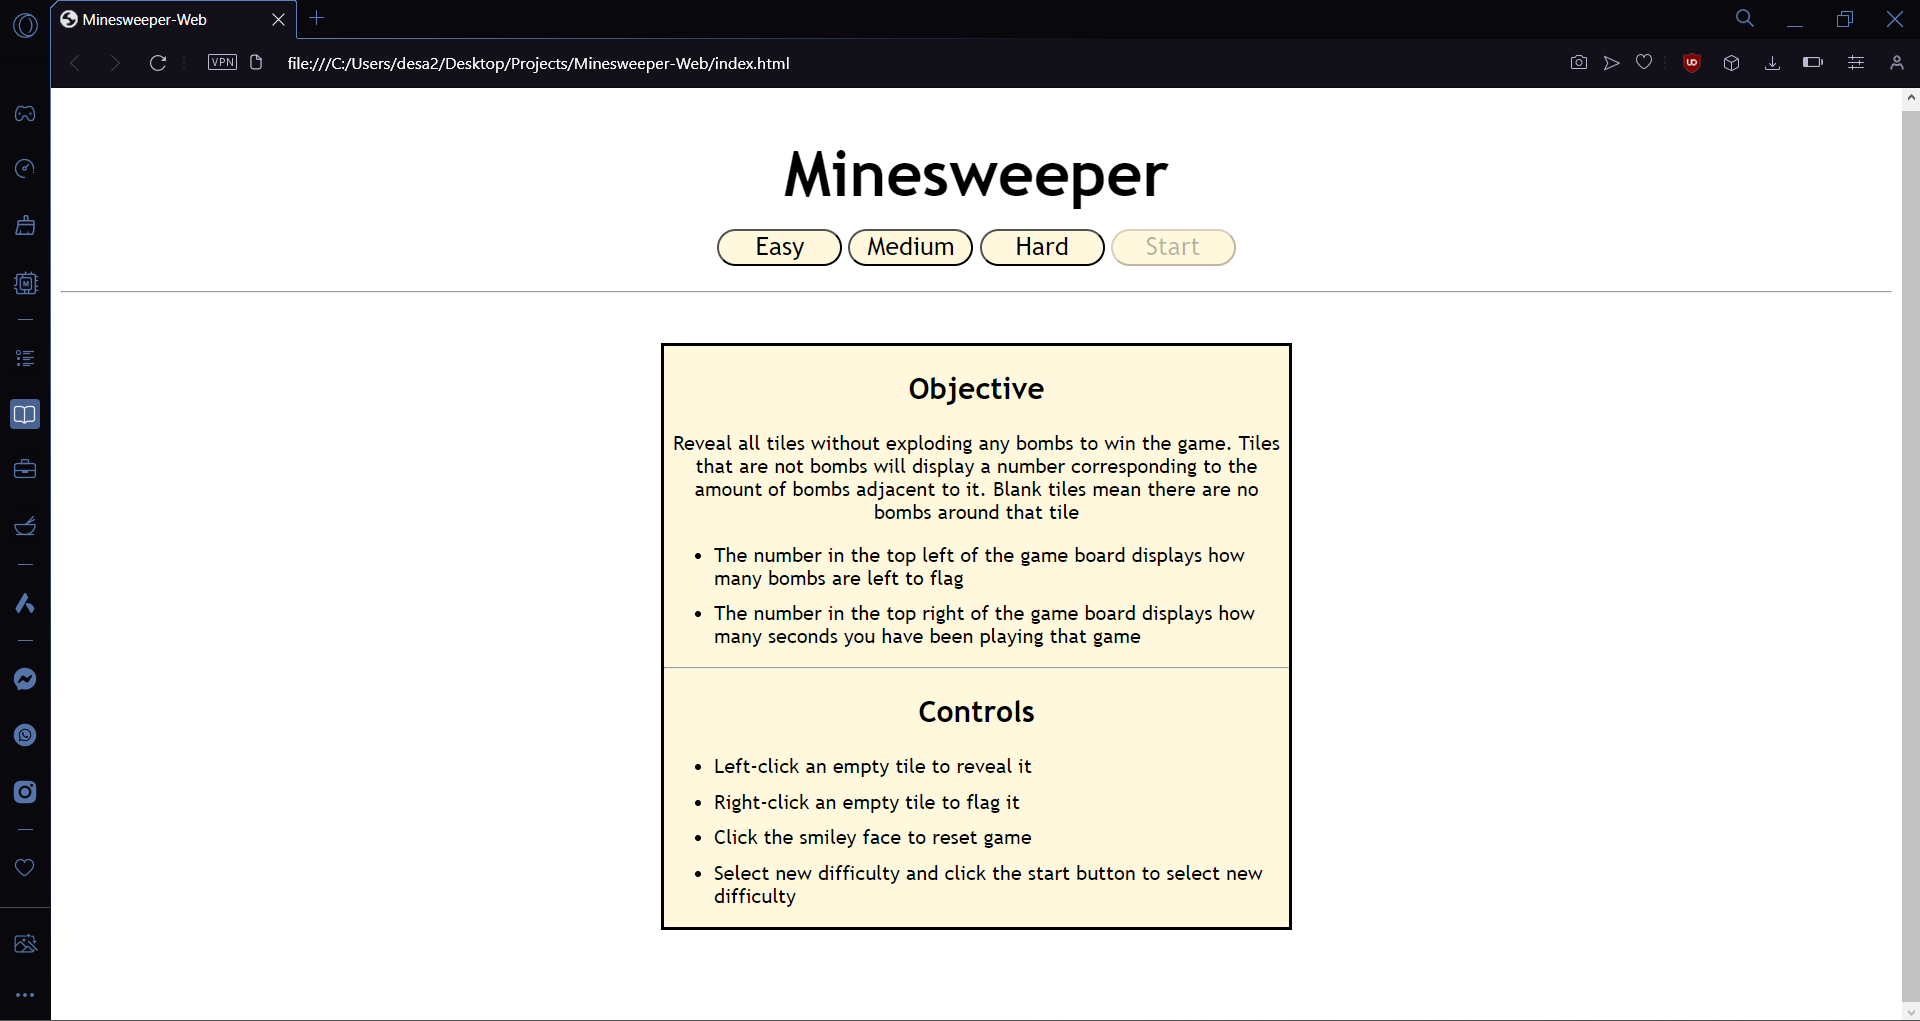 Minesweeper-Web
VPN
file:///C:/Users/desa2/Desktop/Projects/Minesweeper-Web/index.html
Minesweeper
Easy Medium Hard Start
Objective
Reveal all tiles without exploding any bombs to win the game. Tiles
that are not bombs will display a number corresponding to the
amount of bombs adjacent to it. Blank tiles mean there are no
bombs around that tile
• The number in the top left of the game board displays how
many bombs are left to flag
• The number in the top right of the game board displays how
many seconds you have been playing that game
Controls
• Left-click an empty tile to reveal it
• Right-click an empty tile to flag it
• Click the smiley face to reset game
• Select new difficulty and click the start button to select new
difficulty